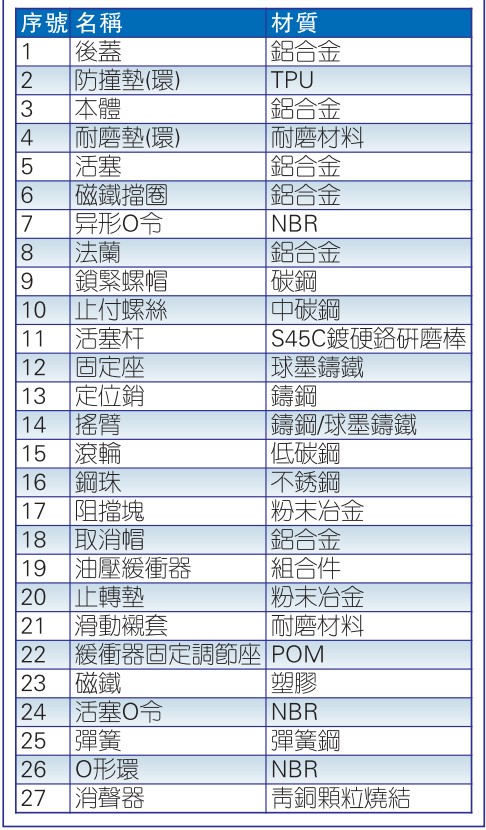 序號 名稱 材質
1 後蓋 鋁合金
2 防撞墊(環) TPU
3 本體 鋁合金
4 耐磨墊(環) 耐磨材料
5 活塞 鋁合金
6 磁鐵擋圈 鋁合金
7 异形O令 NBR
8 法蘭 鋁合金
9 鎖緊螺帽 碳鋼
10 止付螺絲 中碳鋼
11 活塞杆 S45C鍍硬鉻研磨棒
12 固定座 球墨鑄鐵
13 定位銷 鑄鋼
14 搖臂 鑄鋼/球墨鑄鐵
15 滾輪 低碳鋼
16 鋼珠 不銹鋼
17 阻擋塊 粉末冶金
18 取消帽 鋁合金
19 油壓緩衝器 組合件
20 止轉墊 粉末冶金
21 滑動襯套 耐磨材料
22 緩衝器固定調節座 POM
23 磁鐵 塑膠
24 活塞O令 NBR
25 彈簧 彈簧鋼
26 O形環 NBR
27 消聲器 青銅顆粒燒結